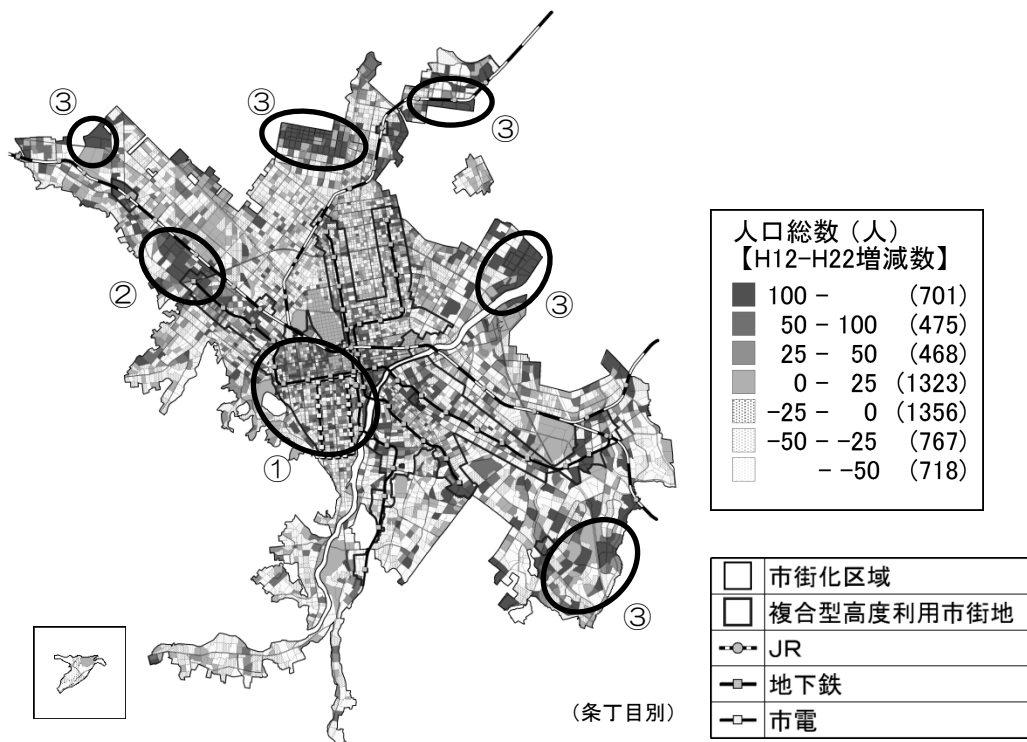 ③
③
③
②
③
①
③
(条丁目別)
人口総数(人)
【H12-H22増減数】
100 - (701)
50 - 100 (475)
25 - 50 (468)
0 - 25 (1323)
-25 - 0 (1356)
-50 - -25 (767)
- -50 (718)
市街化区域
複合型高度利用市街地
JR
地下鉄
市電